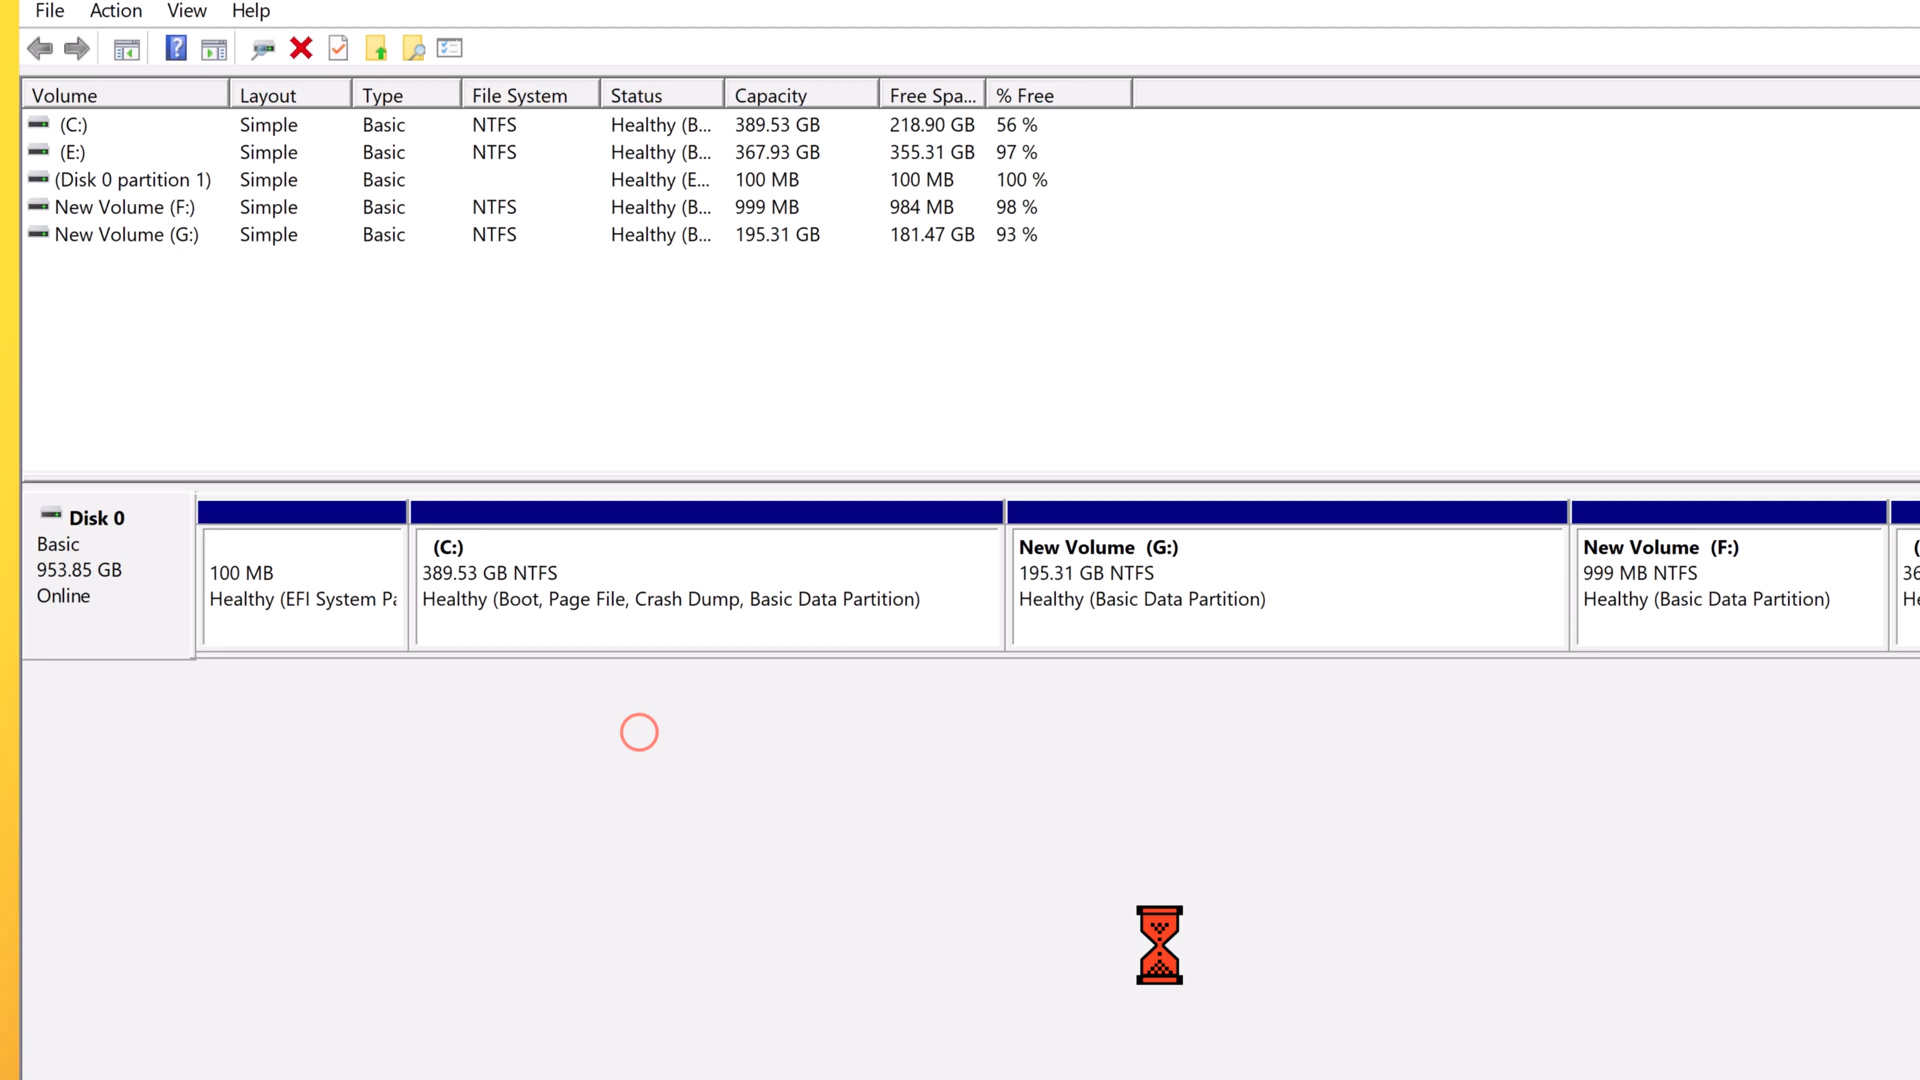 File Action View Help
Volume Layout Type File System Status Capacity Free Spa... % Free
(C:) Simple Basic NTFS Healthy (B... 389.53 GB 218.90 GB 56 %
(E:) Simple Basic NTFS Healthy (B... 367.93 GB 355.31 GB 97 %
(Disk 0 partition 1) Simple Basic Healthy (E... 100 MB 100 MB 100 %
New Volume (F:) Simple Basic NTFS Healthy (B... 999 MB 984 MB 98 %
New Volume (G:) Simple Basic NTFS Healthy (B... 195.31 GB 181.47 GB 93 %
Disk 0
Basic
953.85 GB
Online
100 MB
Healthy (EFI System Pa
(C:)
389.53 GB NTFS
Healthy (Boot, Page File, Crash Dump, Basic Data Partition)
New Volume (G:)
195.31 GB NTFS
Healthy (Basic Data Partition)
New Volume (F:)
999 MB NTFS
Healthy (Basic Data Partition)
(
36
He